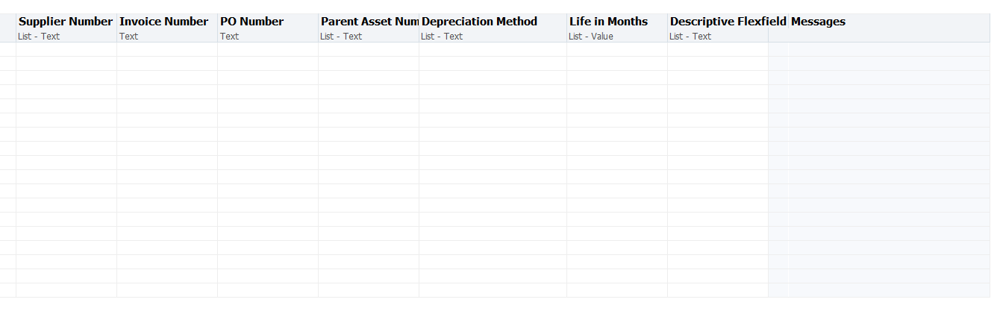 Supplier Number Invoice Number PO Number Parent Asset Num Depreciation Method Life in Months Descriptive Flexfield Messages
List - Text Text Text List - Text List - Text List - Value List - Text